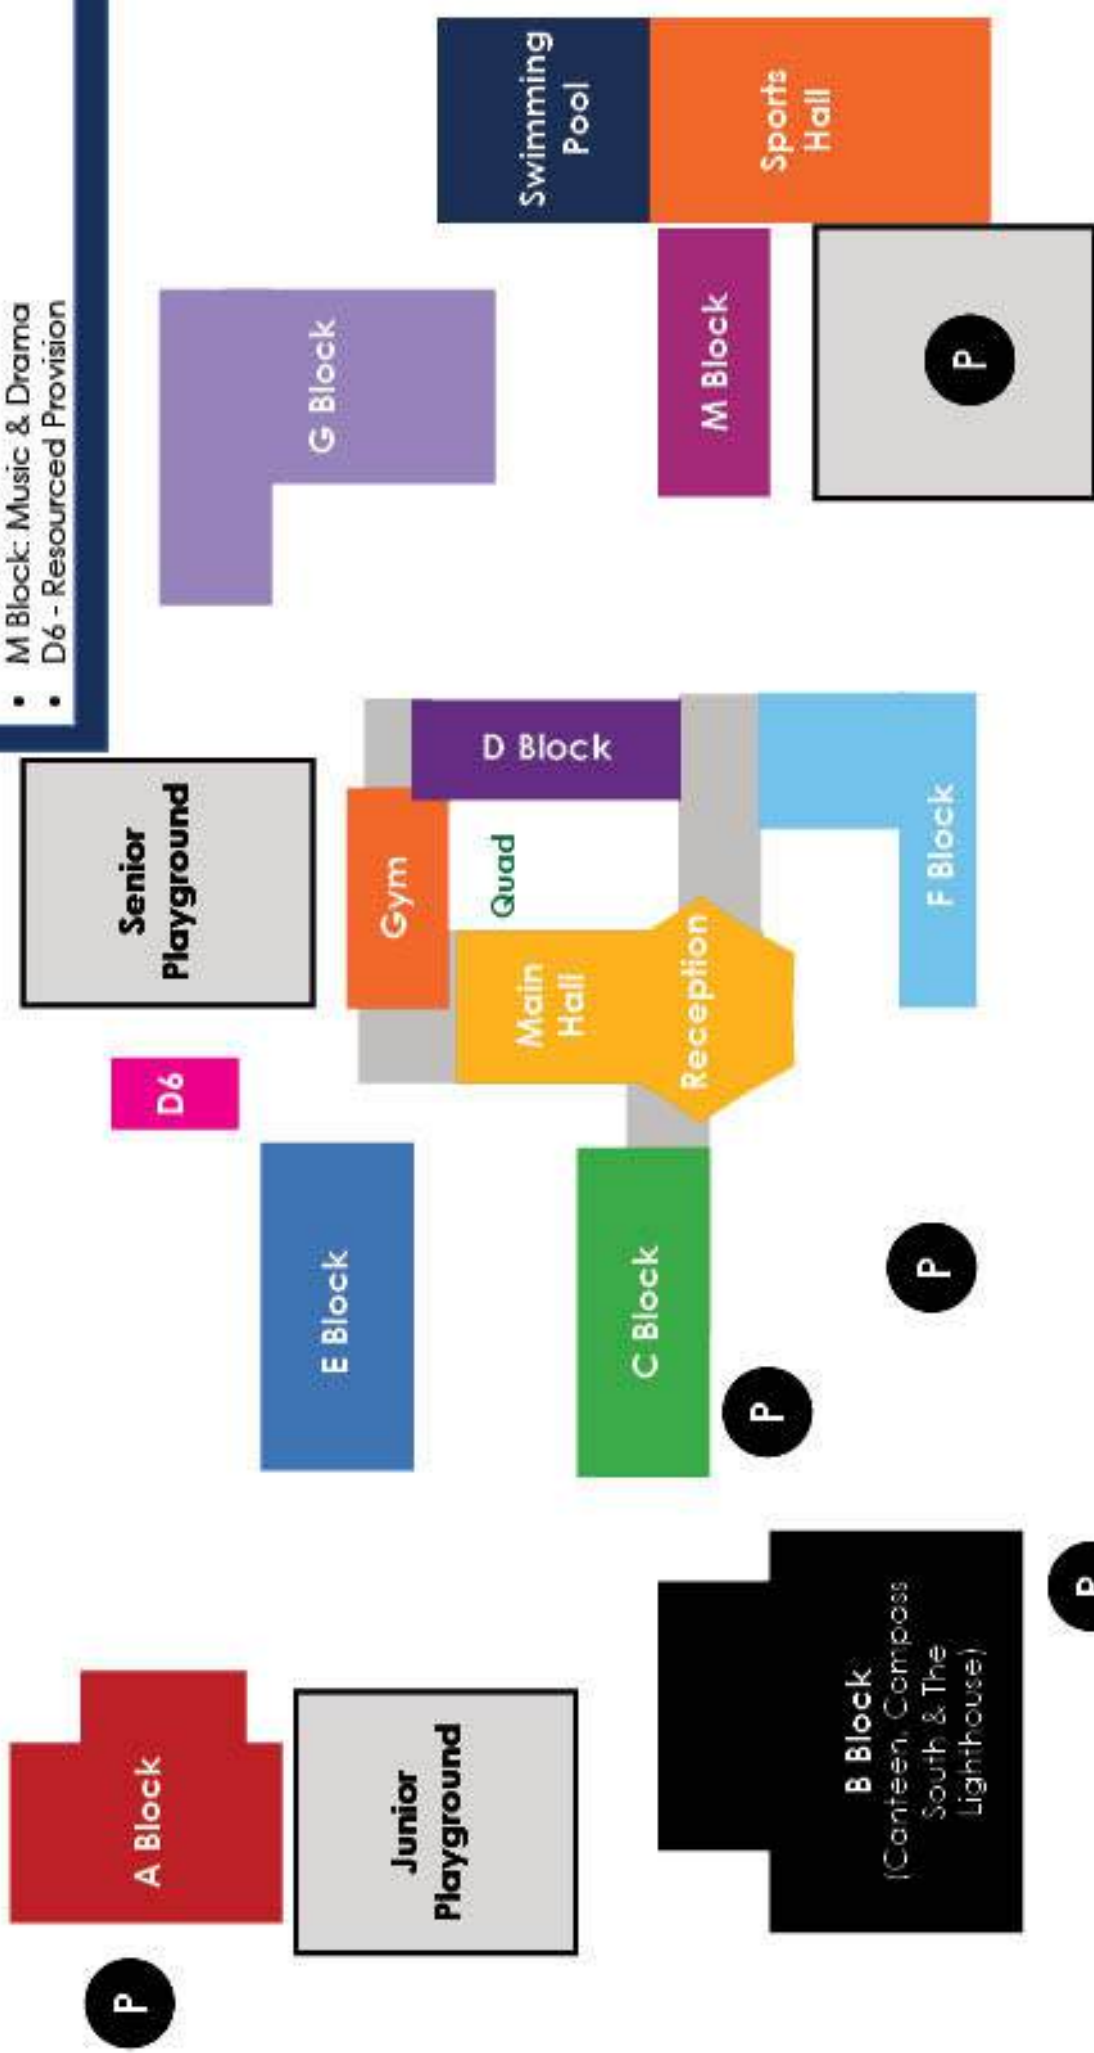 • M Block: Music & Drama
• D6 - Resourced Provision
P
A Block
Junior
Playground
B Block
(Canteen, Compass
South & The
Lighthouse)
P
E Block
C Block
P
P
D6
Senior
Playground
Gym
Main
Hall
Quad
Reception
D Block
F Block
G Block
M Block
P
Swimming
Pool
Sports
Hall